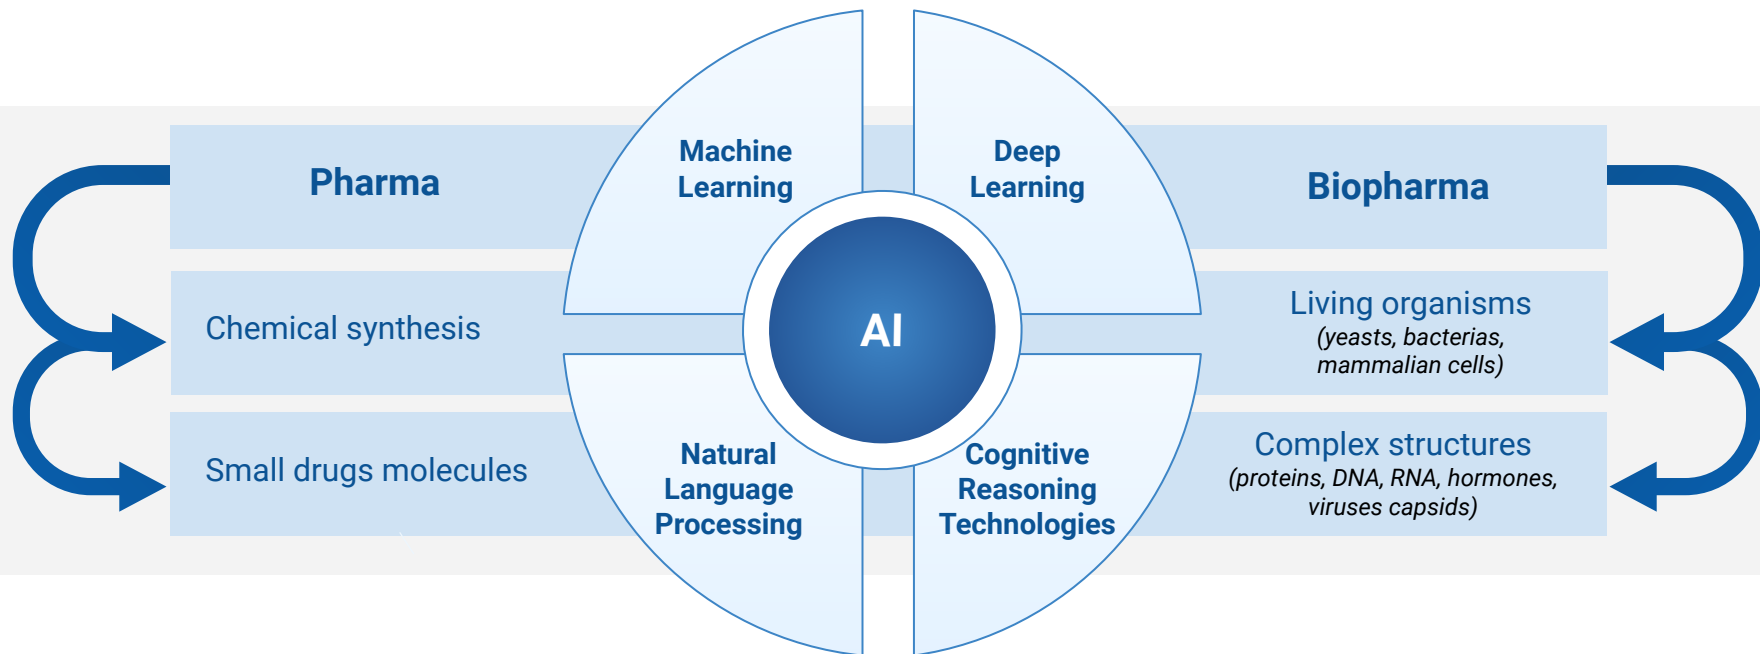 Pharma
Chemical synthesis
Small drugs molecules
Machine
Learning
Deep
Learning
AI
Natural
Language
Processing
Cognitive
Reasoning
Technologies
Biopharma
Living organisms
(yeasts, bacterias,
mammalian cells)
Complex structures
(proteins, DNA, RNA, hormones,
viruses capsids)